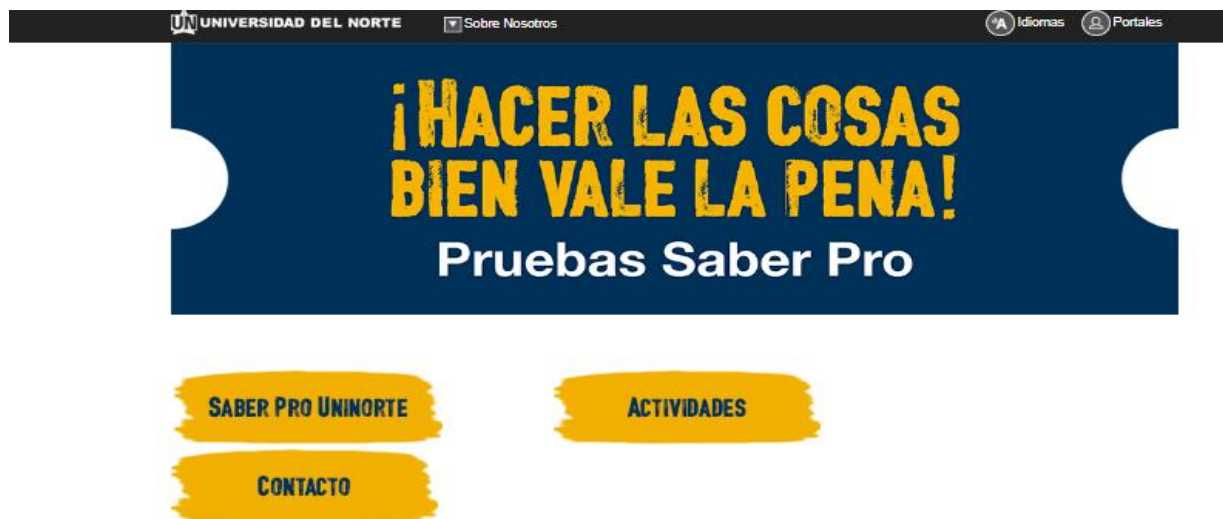 UN UNIVERSIDAD DEL NORTE Sobre Nosotros Idiomas Portales
¡HACER LAS COSAS
BIEN VALE LA PENA!
Pruebas Saber Pro
SABER PRO UNINORTE ACTIVIDADES
CONTACTO